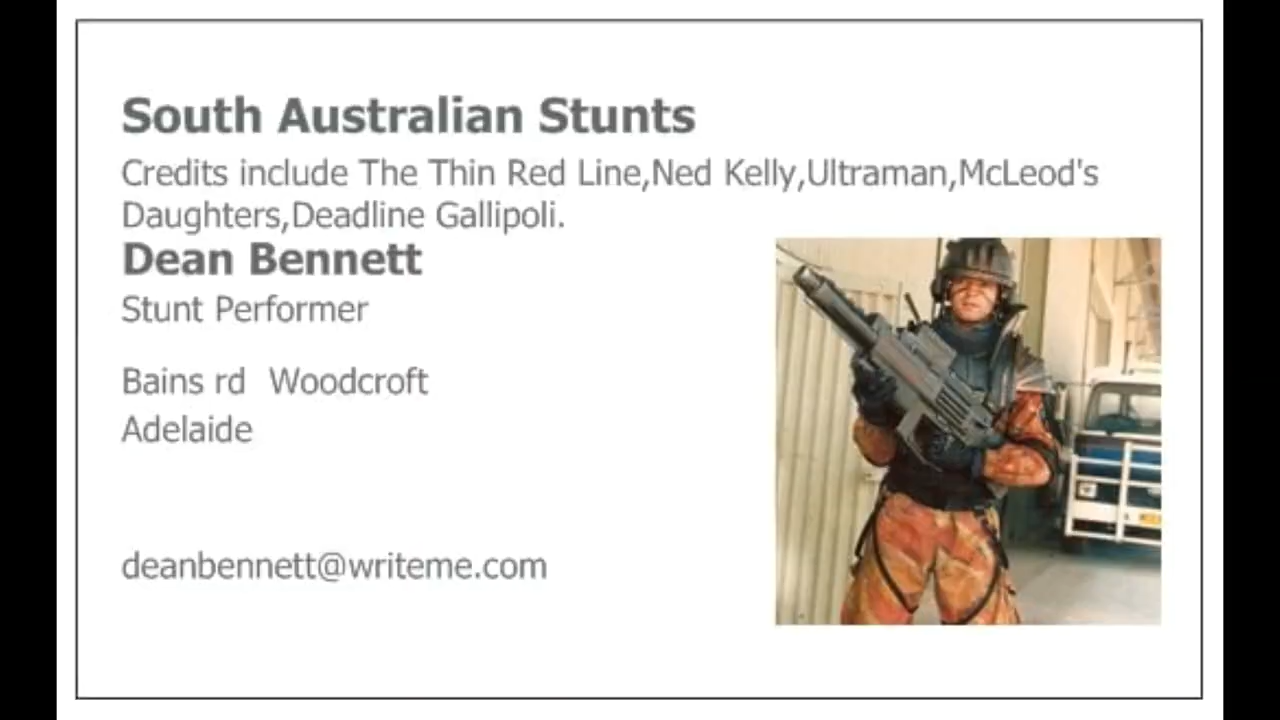 South Australian Stunts
Credits include The Thin Red Line,Ned Kelly,Ultraman,McLeod's
Daughters,Deadline Gallipoli.
Dean Bennett
Stunt Performer
Bains rd  Woodcroft
Adelaide
deanbennett@writeme.com